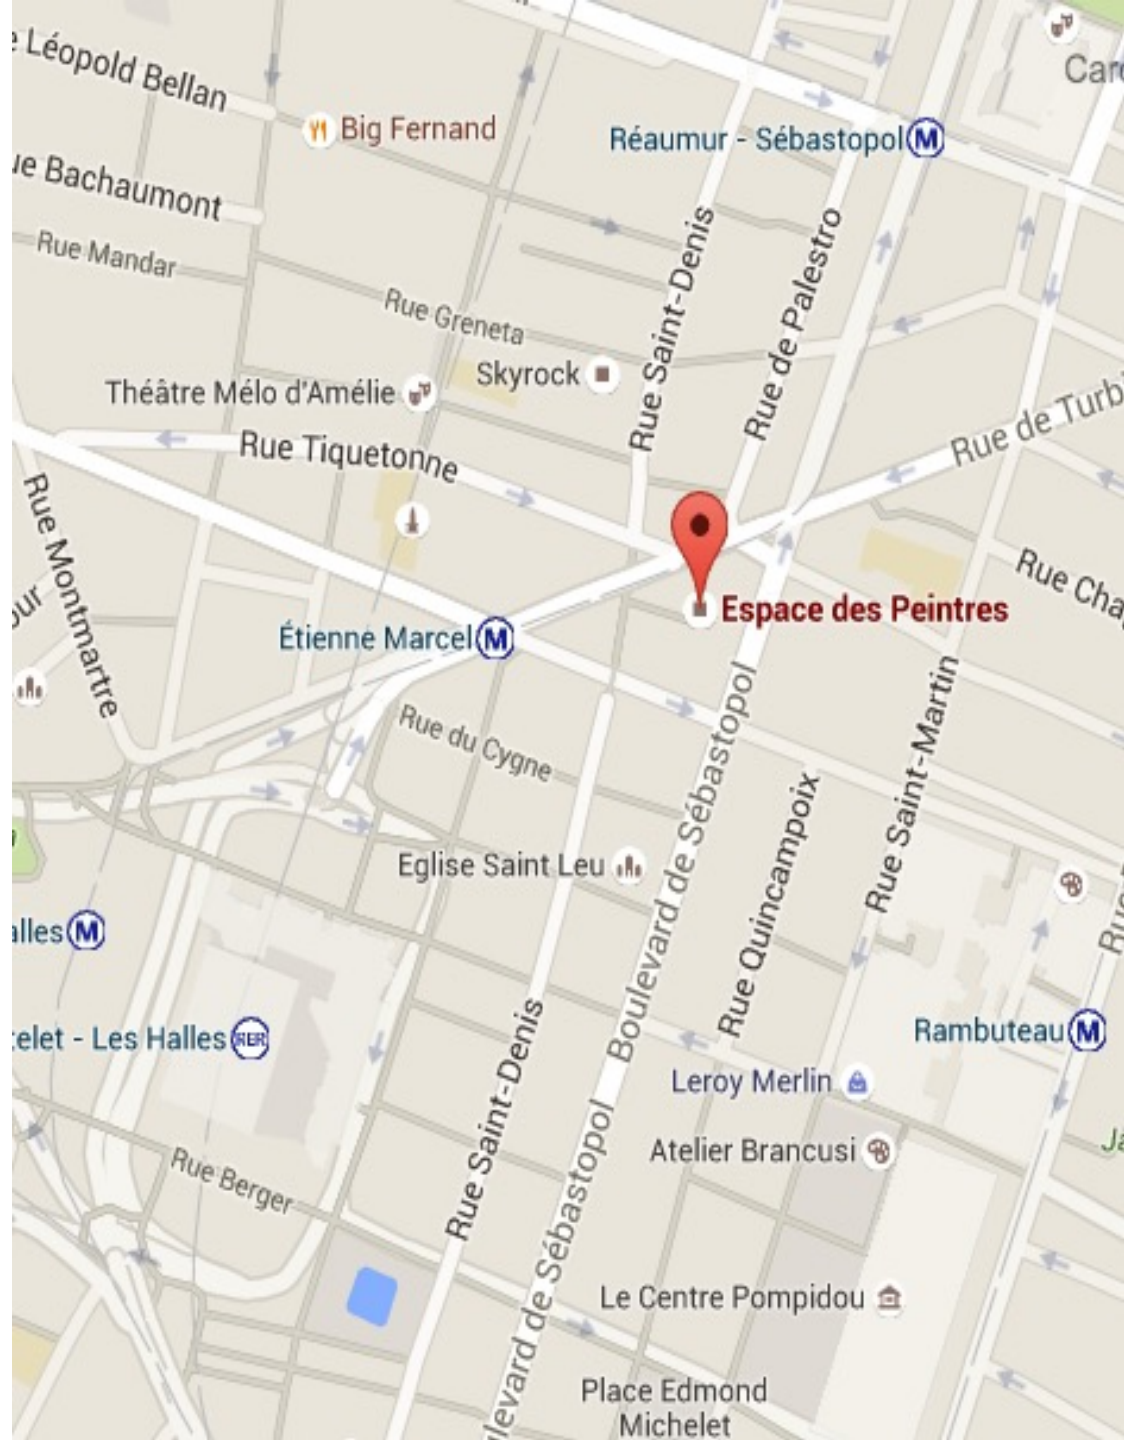 Léopold Bellan
Big Fernand
Réaumur - Sébastopol
M
Bachaumont
Rue Mandar
Rue Saint-Denis
Rue de Palestro
Rue Greneta
Skyrock
Théâtre Mélo d'Amélie
Rue Tiquetonne
Rue de Turb
Rue Montmartre
Rue Cha
Espace des Peintres
Étienne Marcel
M
Rue du Cygne
Boulevard de Sébastopol
Rue Saint-Martin
Rue Quincampoix
Eglise Saint Leu
alles
M
telet - Les Halles
RER
Rue Saint-Denis
Rambuteau
M
Leroy Merlin
Atelier Brancusi
Rue Berger
Boulevard de Sébastopol
Le Centre Pompidou
Place Edmond
Michelet